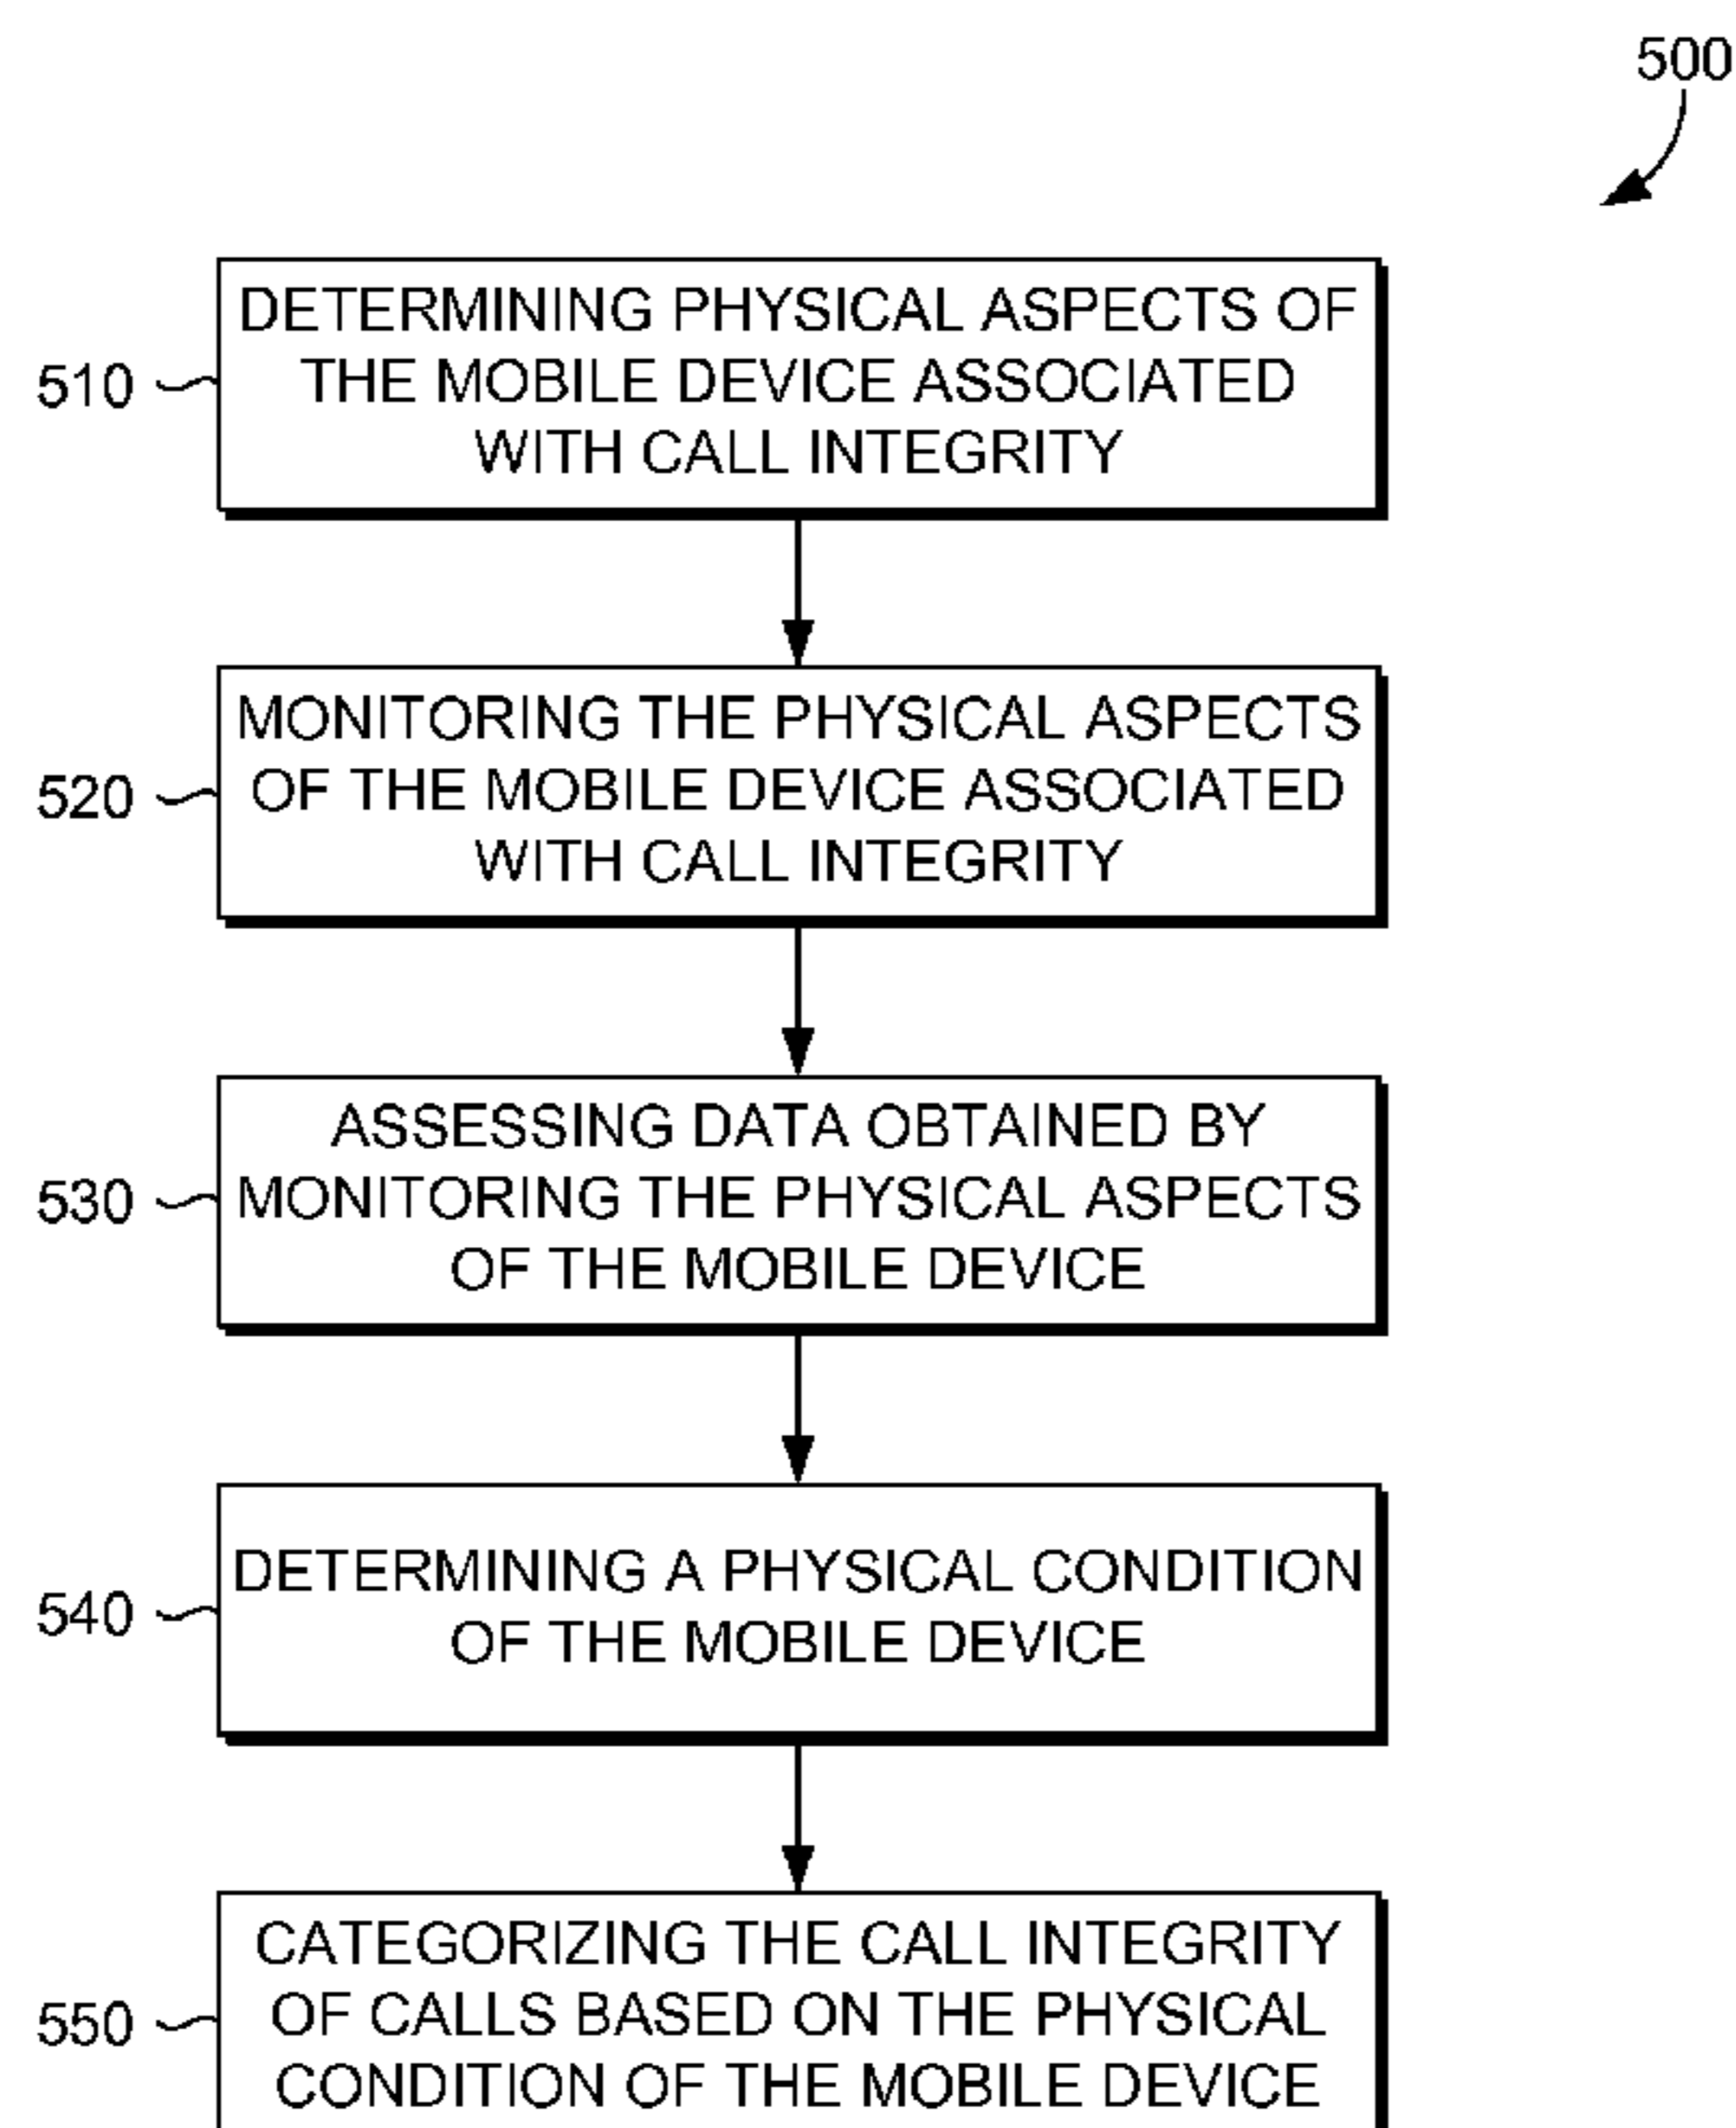 500
DETERMINING PHYSICAL ASPECTS OF
THE MOBILE DEVICE ASSOCIATED
WITH CALL INTEGRITY
510
MONITORING THE PHYSICAL ASPECTS
OF THE MOBILE DEVICE ASSOCIATED
WITH CALL INTEGRITY
520
ASSESSING DATA OBTAINED BY
MONITORING THE PHYSICAL ASPECTS
OF THE MOBILE DEVICE
530
DETERMINING A PHYSICAL CONDITION
OF THE MOBILE DEVICE
540
CATEGORIZING THE CALL INTEGRITY
OF CALLS BASED ON THE PHYSICAL
CONDITION OF THE MOBILE DEVICE
550